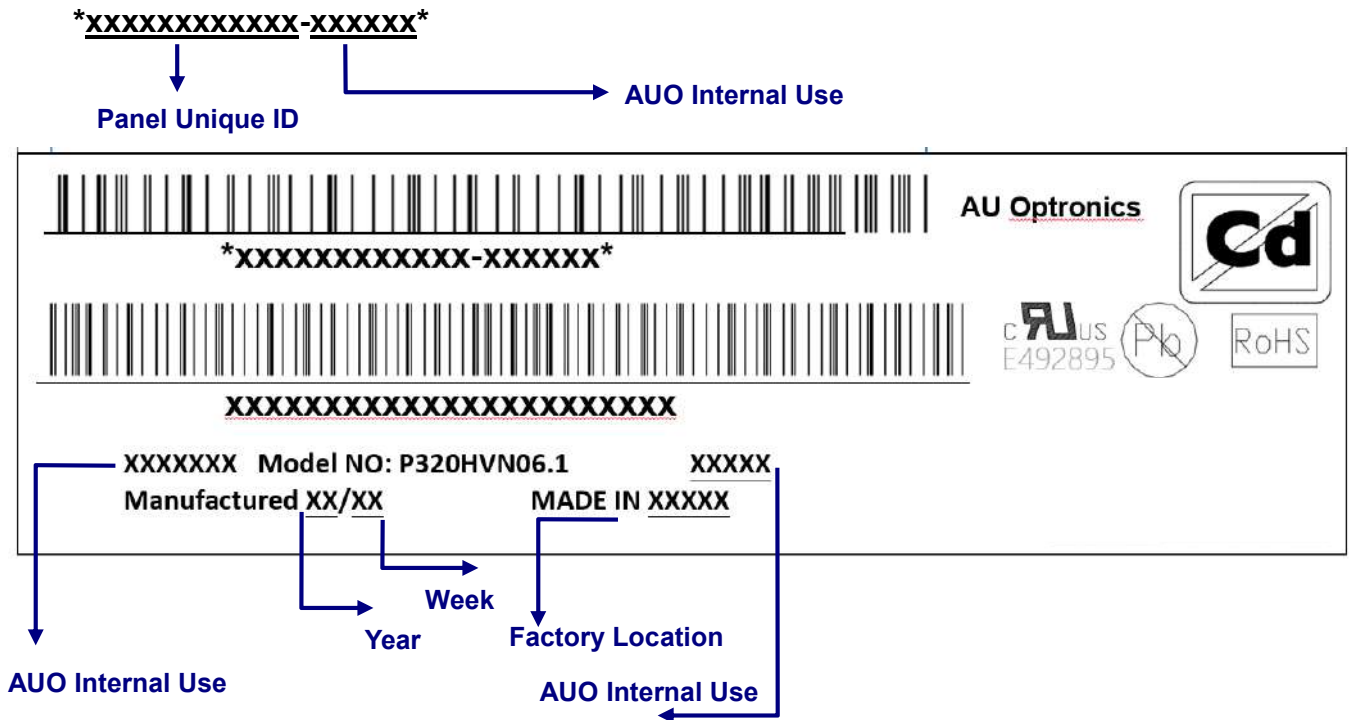 *xxxxxxxxxxxx-xxxxxx*
AUO Internal Use
Panel Unique ID
AU Optronics
Cd
*xxxxxxxxxxxx-xxxxxx*
c RU US
E492895
Pb
RoHS
XXXXXXXXXXXXXXXXXXXXXXX
XXXXXXX Model NO: P320HVN06.1 XXXXX
Manufactured XX/XX MADE IN XXXXX
Week
Year
Factory Location
AUO Internal Use
AUO Internal Use